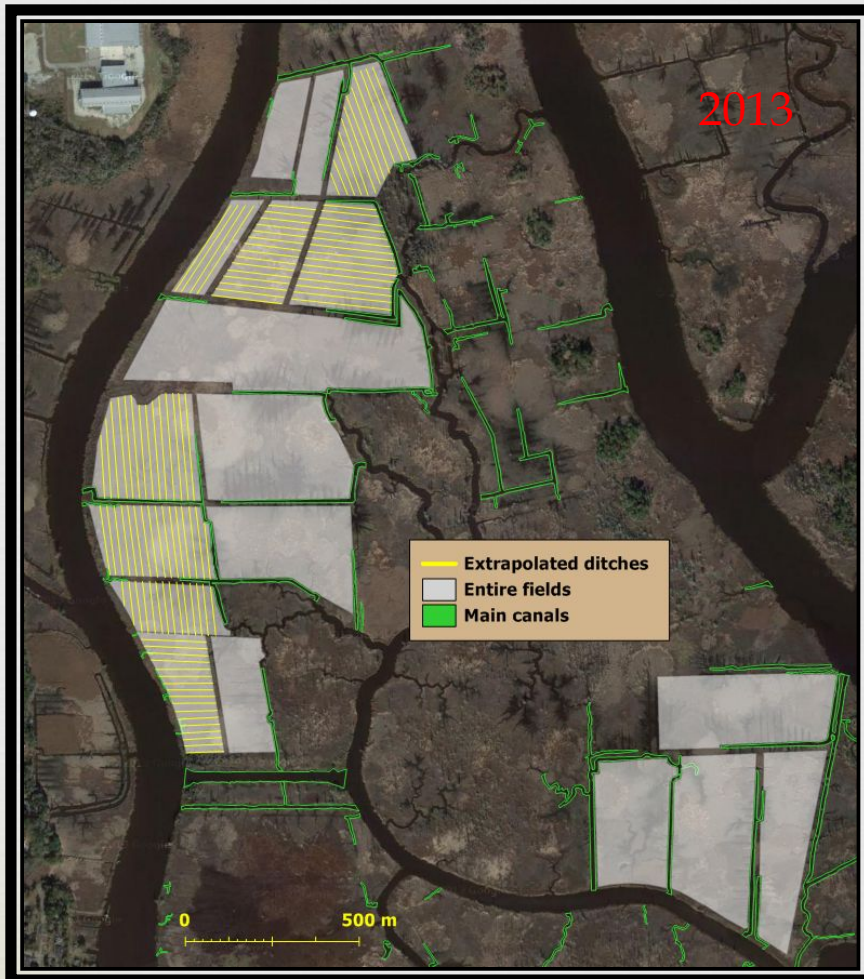 2013
Extrapolated ditches
Entire fields
Main canals
0 500 m